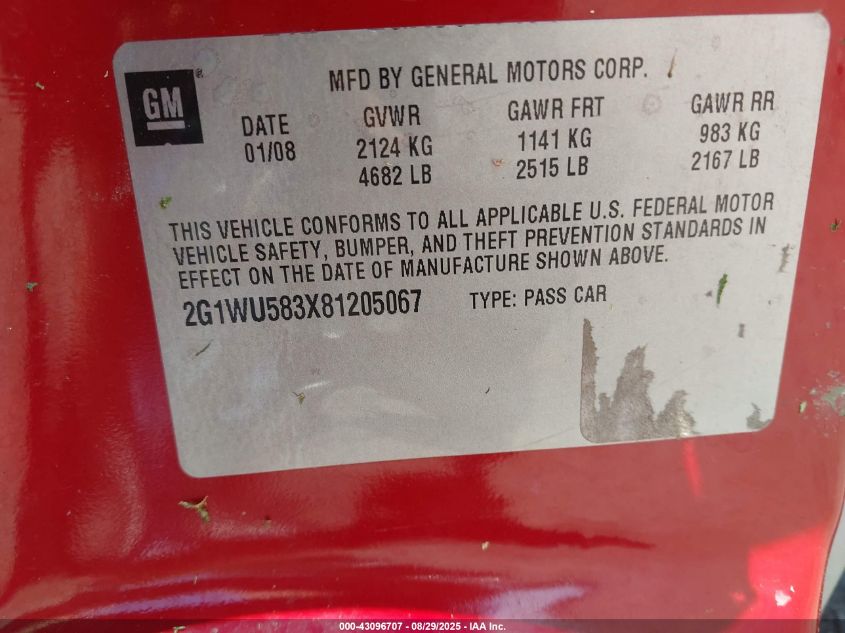 MFD BY GENERAL MOTORS CORP.
GM
DATE GVWR GAWR FRT GAWR RR
01/08 2124 KG 1141 KG 983 KG
4682 LB 2515 LB 2167 LB
THIS VEHICLE CONFORMS TO ALL APPLICABLE U.S. FEDERAL MOTOR
VEHICLE SAFETY, BUMPER, AND THEFT PREVENTION STANDARDS IN
EFFECT ON THE DATE OF MANUFACTURE SHOWN ABOVE.
2G1WU583X81205067 TYPE: PASS CAR
000-43096707 - 08/29/2025 - IAA Inc.